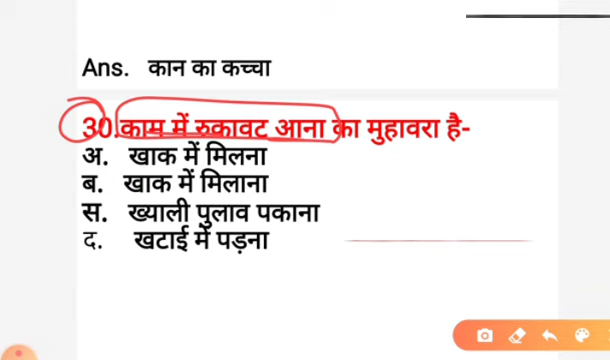 Ans. कान का कच्चा
30.काम में रुकावट आना का मुहावरा है-
अ. खाक में मिलना
ब. खाक में मिलाना
स. ख्याली पुलाव पकाना
द. खटाई में पड़ना